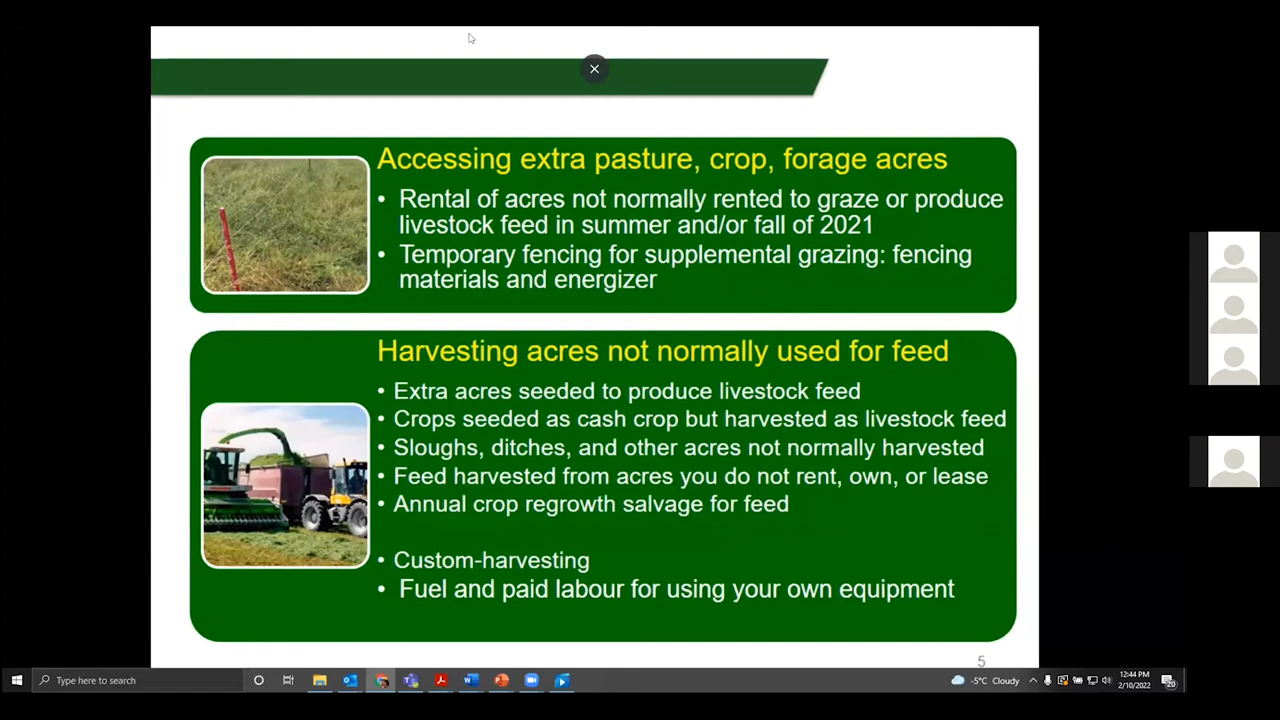 Accessing extra pasture, crop, forage acres
• Rental of acres not normally rented to graze or produce
livestock feed in summer and/or fall of 2021
• Temporary fencing for supplemental grazing: fencing
materials and energizer
Harvesting acres not normally used for feed
• Extra acres seeded to produce livestock feed
• Crops seeded as cash crop but harvested as livestock feed
• Sloughs, ditches, and other acres not normally harvested
• Feed harvested from acres you do not rent, own, or lease
• Annual crop regrowth salvage for feed
• Custom-harvesting
• Fuel and paid labour for using your own equipment
5
Type here to search
-5°C Cloudy
12:44 PM
2/10/2022
20